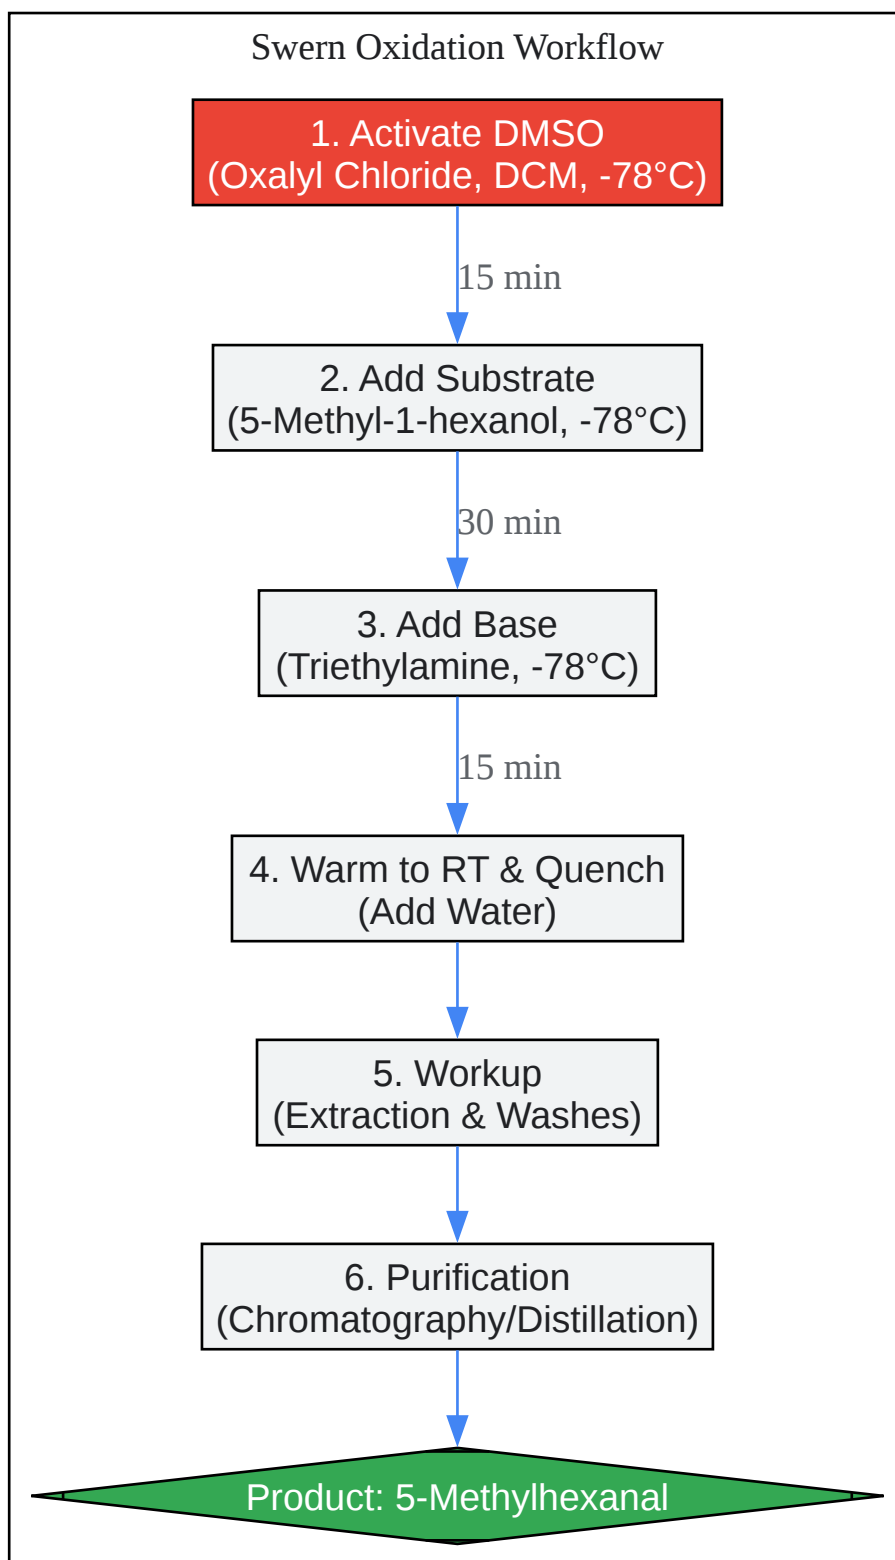 Swern Oxidation Workflow
1. Activate DMSO
(Oxalyl Chloride, DCM, -78°C)
15 min
2. Add Substrate
(5-Methyl-1-hexanol, -78°C)
30 min
3. Add Base
(Triethylamine, -78°C)
15 min
4. Warm to RT & Quench
(Add Water)
5. Workup
(Extraction & Washes)
6. Purification
(Chromatography/Distillation)
Product: 5-Methylhexanal